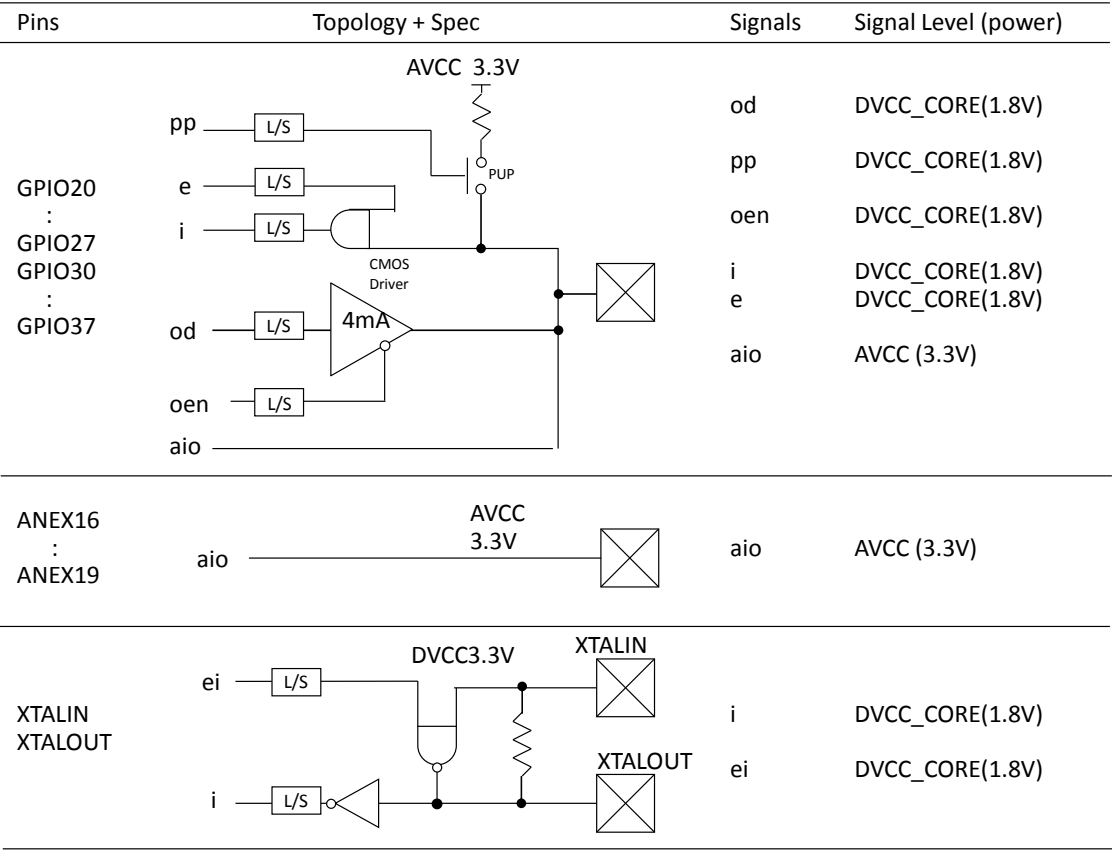 Pins Topology + Spec Signals Signal Level (power)
AVCC 3.3V
od DVCC_CORE(1.8V)
pp L/S
pp DVCC_CORE(1.8V)
PUP
GPIO20
e L/S
:
i L/S
oen DVCC_CORE(1.8V)
GPIO27
GPIO30
CMOS
Driver
i DVCC_CORE(1.8V)
:
e DVCC_CORE(1.8V)
GPIO37
od L/S 4mA
aio AVCC (3.3V)
oen L/S
aio
ANEX16
:
ANEX19
AVCC
3.3V
aio
aio AVCC (3.3V)
DVCC3.3V XTALIN
ei L/S
XTALIN
XTALOUT
i DVCC_CORE(1.8V)
XTALOUT
ei DVCC_CORE(1.8V)
i L/S